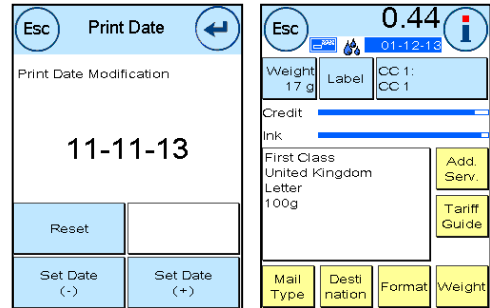 Esc
Print Date
Print Date Modification
11-11-13
Reset
Set Date
(-)
Set Date
(+)
Esc
0.44
01-12-13
i
Weight
17 g
Label
CC 1:
CC 1
Credit
Ink
First Class
United Kingdom
Letter
100g
Add.
Serv.
Tariff
Guide
Mail
Type
Desti
nation
Format
Weight